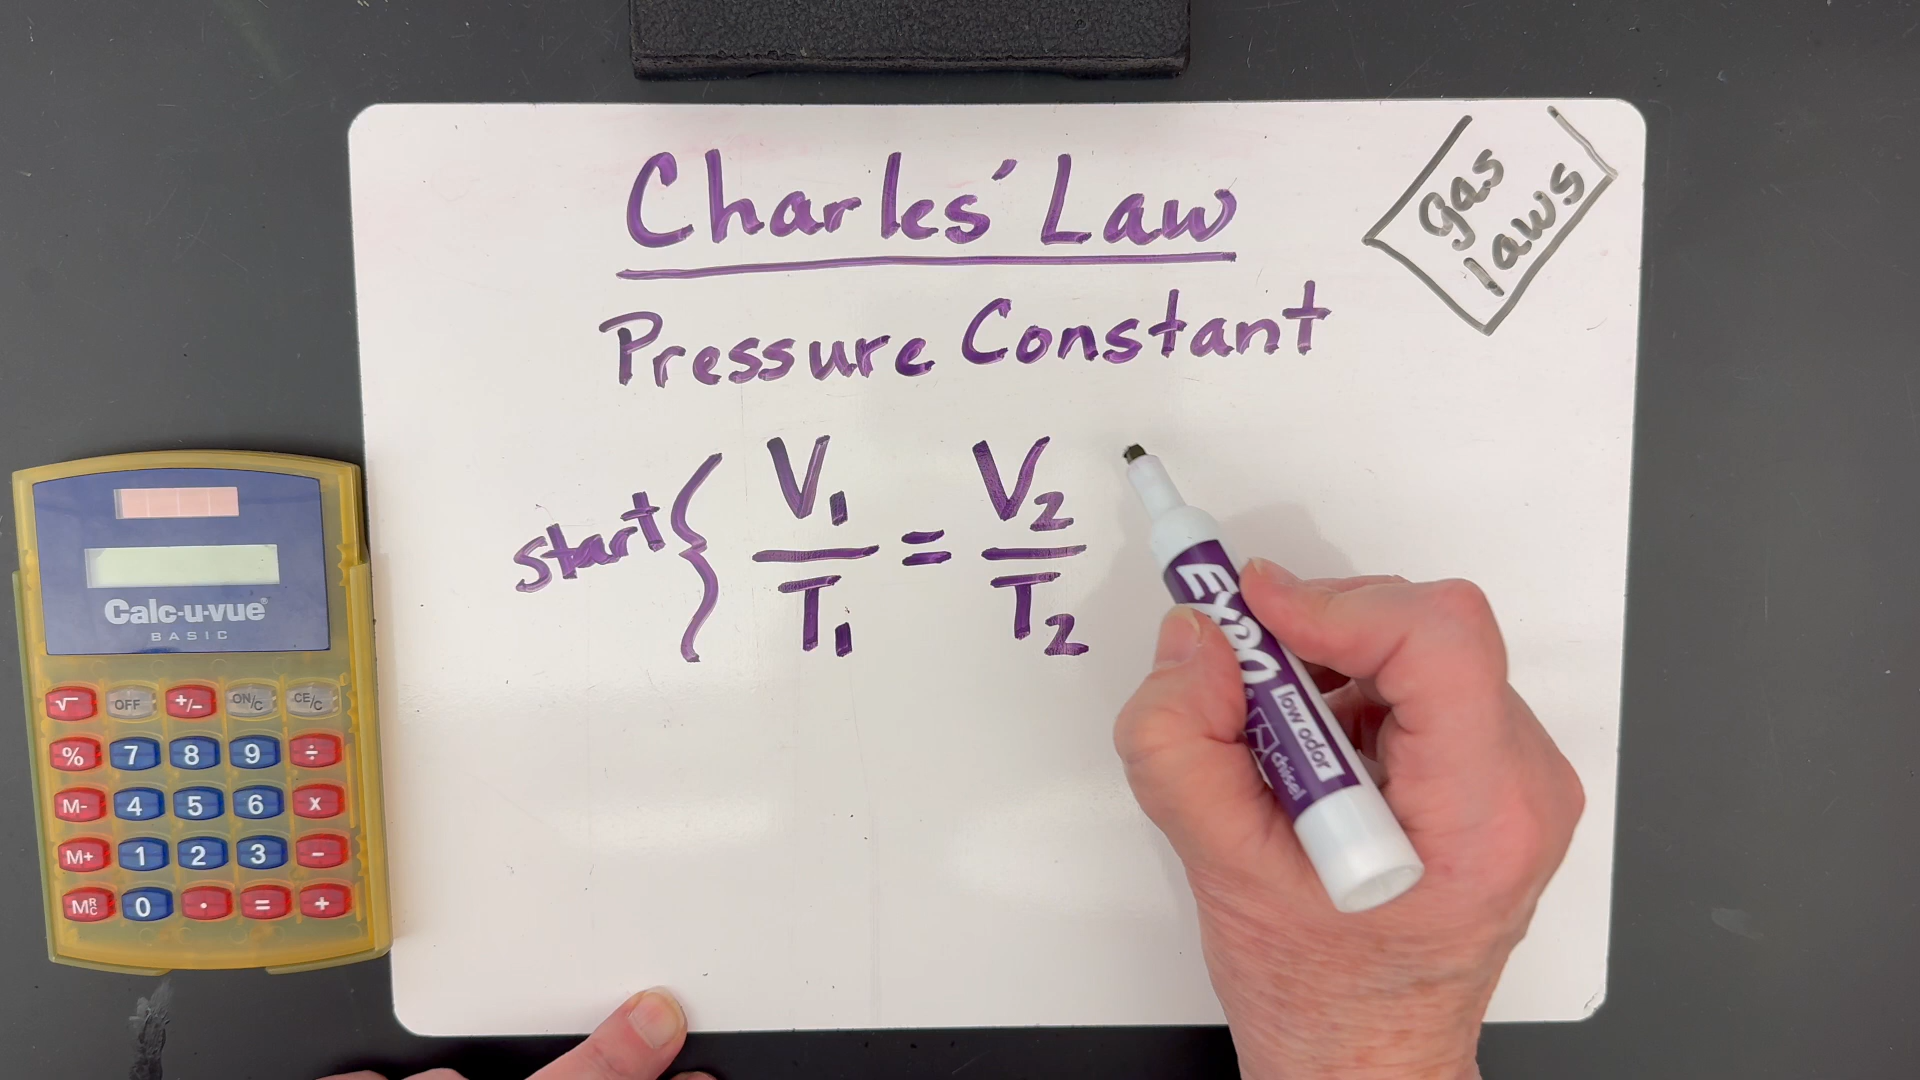 Charles' Law
gas
laws
Pressure Constant
start { V₁/T₁ = V₂/T₂
EXPO®
low odor
chisel
Calc-u-vue®
BASIC
√ OFF +/- ON/C CE/C
% 7 8 9 ÷
M- 4 5 6 x
M+ 1 2 3 -
MRC 0 . = +